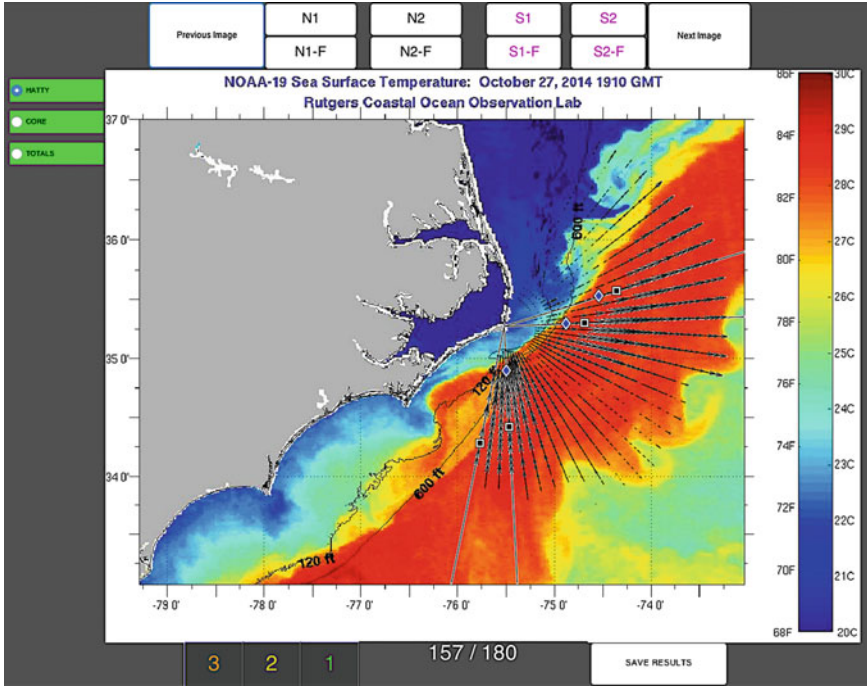 Previous Image
N1
N2
S1
S2
Next Image
N1-F
N2-F
S1-F
S2-F
HATTY
CORE
TOTALS
NOAA-19 Sea Surface Temperature: October 27, 2014 1910 GMT
Rutgers Coastal Ocean Observation Lab
37 0'
36 0'
35 0'
34 0'
600 ft
120 ft
600 ft
120 ft
-79 0'
-78 0'
-77 0'
-76 0'
-75 0'
-74 0'
86F
84F
82F
80F
78F
76F
74F
72F
70F
68F
30C
29C
28C
27C
26C
25C
24C
23C
22C
21C
20C
3
2
1
157 / 180
SAVE RESULTS